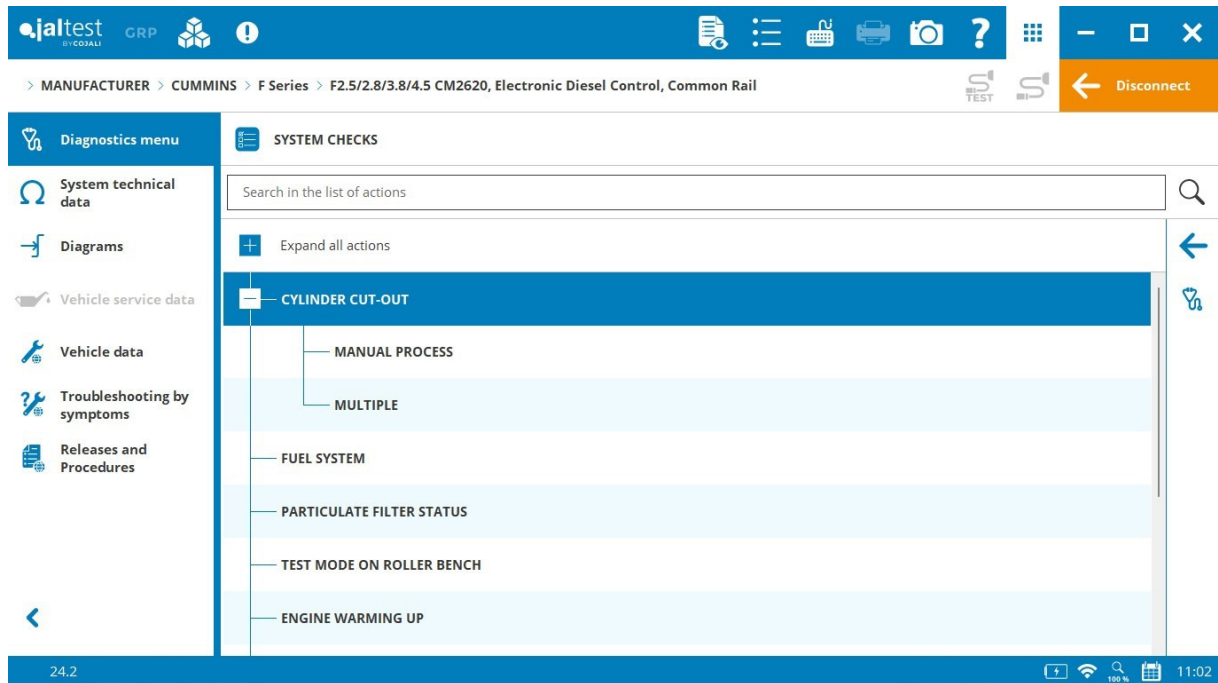 jaltest GRP
BY COJALI
TEST
> MANUFACTURER > CUMMINS > F Series > F2.5/2.8/3.8/4.5 CM2620, Electronic Diesel Control, Common Rail
Disconnect
Diagnostics menu
System technical
data
Diagrams
Vehicle service data
Vehicle data
Troubleshooting by
symptoms
Releases and
Procedures
SYSTEM CHECKS
Search in the list of actions
Expand all actions
CYLINDER CUT-OUT
MANUAL PROCESS
MULTIPLE
FUEL SYSTEM
PARTICULATE FILTER STATUS
TEST MODE ON ROLLER BENCH
ENGINE WARMING UP
24.2
100 %
11:02